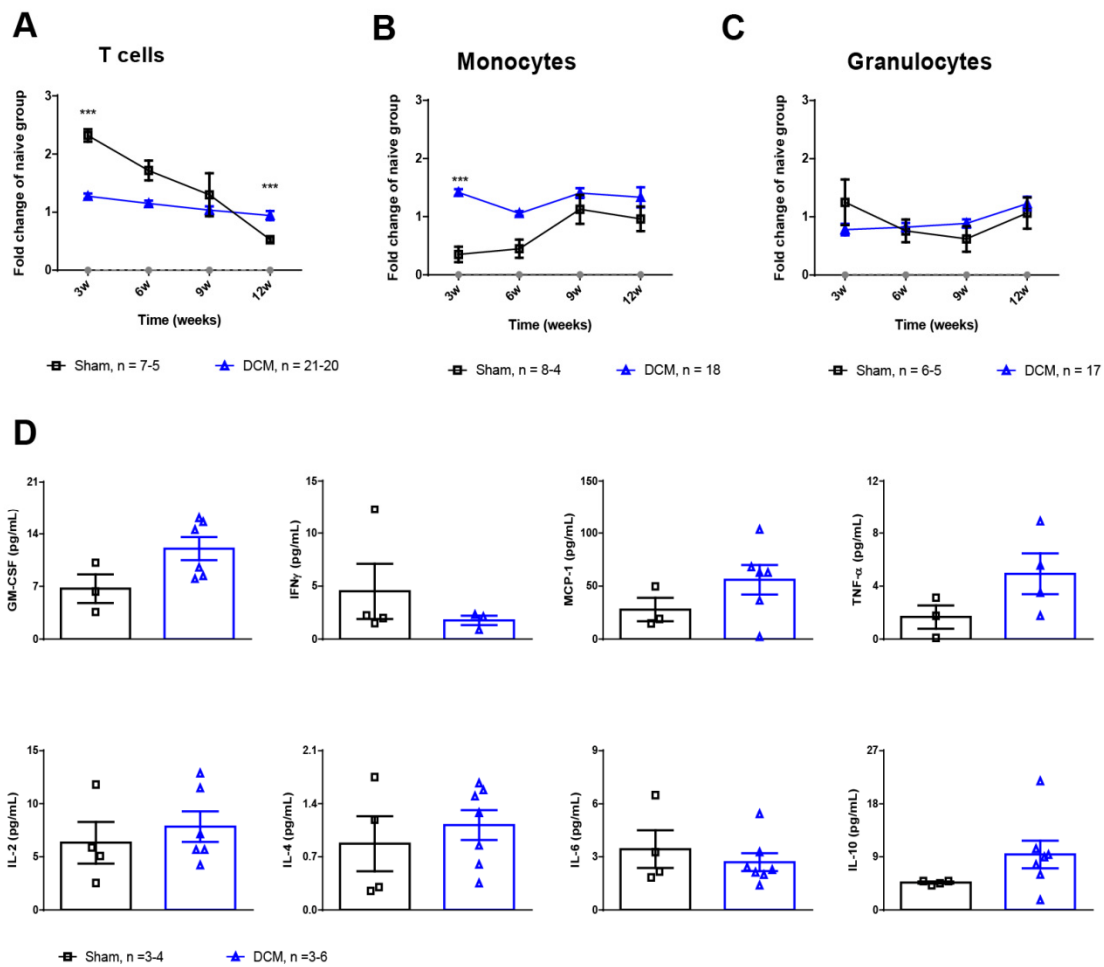 A
T cells
Fold change of naive group
3
2
1
0
***
***
3w
6w
9w
12w
Time (weeks)
Sham, n = 7-5
DCM, n = 21-20
B
Monocytes
Fold change of naive group
3
2
1
0
***
3w
6w
9w
12w
Time (weeks)
Sham, n = 8-4
DCM, n = 18
C
Granulocytes
Fold change of naive group
3
2
1
0
3w
6w
9w
12w
Time (weeks)
Sham, n = 6-5
DCM, n = 17
D
GM-CSF (pg/mL)
21
14
7
0
IFNγ (pg/mL)
15
10
5
0
MCP-1 (pg/mL)
150
100
50
0
TNF-α (pg/mL)
12
8
4
0
IL-2 (pg/mL)
15
10
5
0
IL-4 (pg/mL)
2.1
1.4
0.7
0.0
IL-6 (pg/mL)
9
6
3
0
IL-10 (pg/mL)
27
18
9
0
Sham, n =3-4
DCM, n =3-6